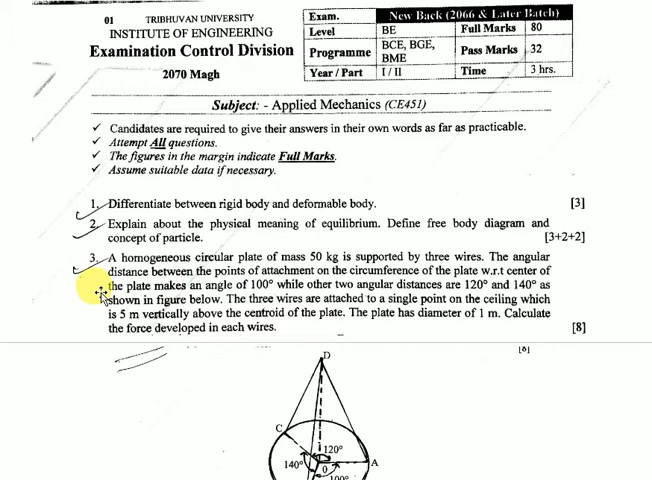 01 TRIBHUVAN UNIVERSITY
INSTITUTE OF ENGINEERING
Examination Control Division
2070 Magh
Exam. New Back (2066 & Later Batch)
Level BE Full Marks 80
Programme BCE, BGE, BME Pass Marks 32
Year / Part I / II Time 3 hrs.
Subject: - Applied Mechanics (CE451)
✓ Candidates are required to give their answers in their own words as far as practicable.
✓ Attempt All questions.
✓ The figures in the margin indicate Full Marks.
✓ Assume suitable data if necessary.
1. Differentiate between rigid body and deformable body. [3]
2. Explain about the physical meaning of equilibrium. Define free body diagram and
concept of particle. [3+2+2]
3. A homogeneous circular plate of mass 50 kg is supported by three wires. The angular
distance between the points of attachment on the circumference of the plate w.r.t center of
the plate makes an angle of 100° while other two angular distances are 120° and 140° as
shown in figure below. The three wires are attached to a single point on the ceiling which
is 5 m vertically above the centroid of the plate. The plate has diameter of 1 m. Calculate
the force developed in each wires. [8]
[8]
D
C
120°
140° 0 A
100°